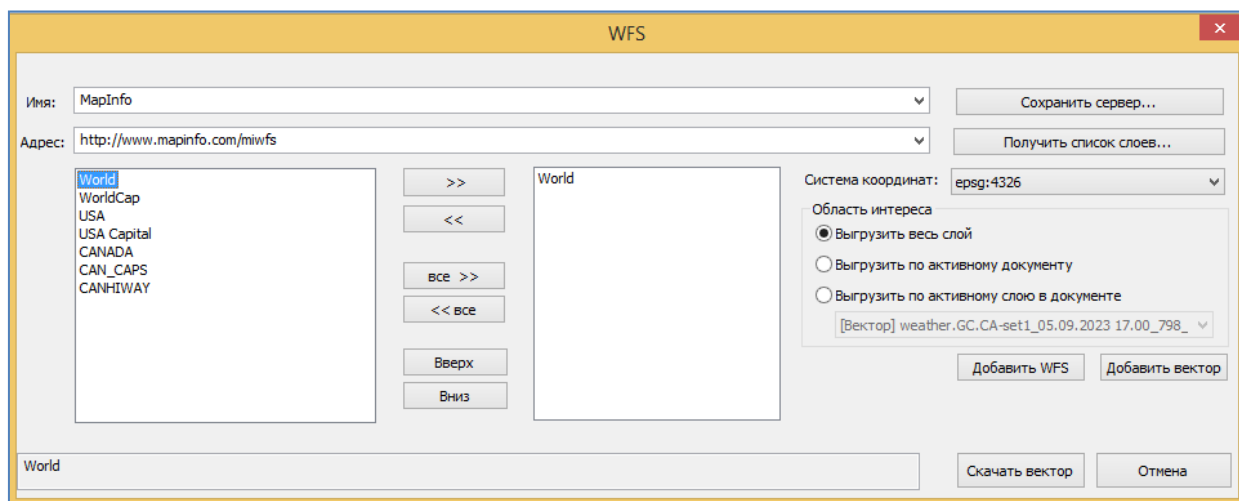 WFS
Имя:
MapInfo
Сохранить сервер...
Адрес:
http://www.mapinfo.com/miwfs
Получить список слоев...
World
WorldCap
USA
USA Capital
CANADA
CAN_CAPS
CANHIWAY
>>
<<
все >>
<< все
Вверх
Вниз
World
Система координат:
epsg:4326
Область интереса
Выгрузить весь слой
Выгрузить по активному документу
Выгрузить по активному слою в документе
[Вектор] weather.GC.CA-set1_05.09.2023 17.00_798_
Добавить WFS
Добавить вектор
World
Скачать вектор
Отмена